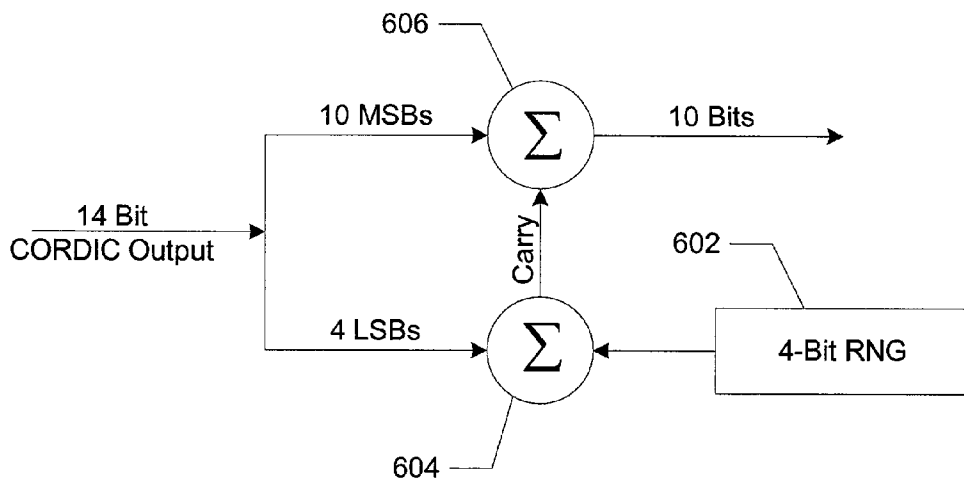 606
10 MSBs
Σ
10 Bits
14 Bit
CORDIC Output
Carry
602
4 LSBs
Σ
4-Bit RNG
604